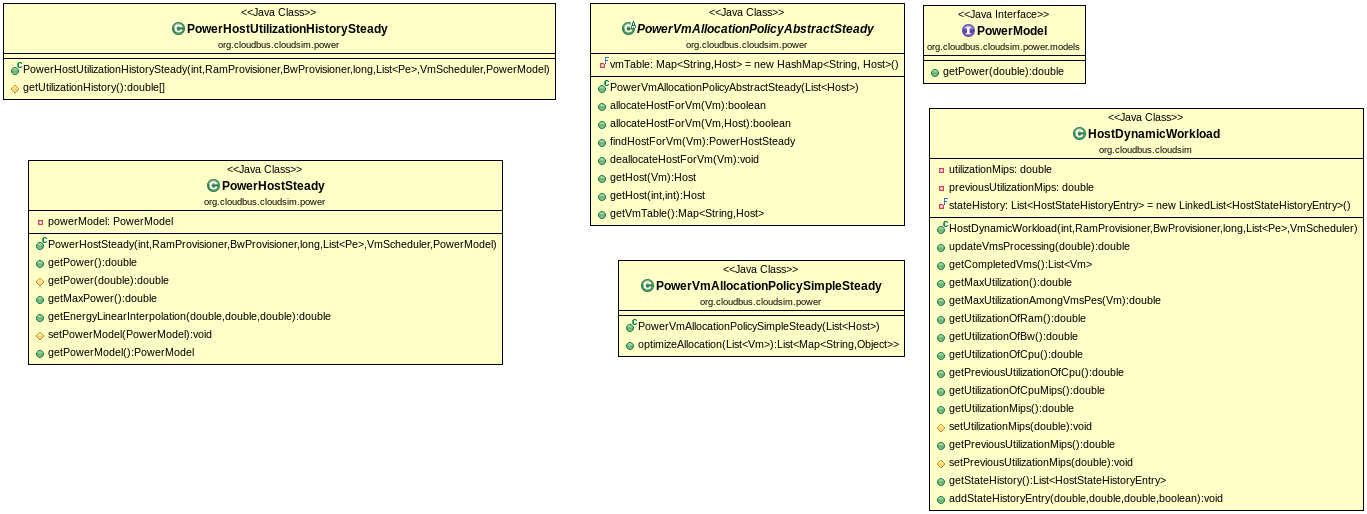 <<Java Class>>
PowerHostUtilizationHistorySteady
org.cloudbus.cloudsim.power
PowerHostUtilizationHistorySteady(int,RamProvisioner,BwProvisioner,long,List<Pe>,VmScheduler,PowerModel)
getUtilizationHistory():double[]
<<Java Class>>
PowerHostSteady
org.cloudbus.cloudsim.power
powerModel: PowerModel
PowerHostSteady(int,RamProvisioner,BwProvisioner,long,List<Pe>,VmScheduler,PowerModel)
getPower():double
getPower(double):double
getMaxPower():double
getEnergyLinearInterpolation(double,double,double):double
setPowerModel(PowerModel):void
getPowerModel():PowerModel
<<Java Class>>
PowerVmAllocationPolicyAbstractSteady
org.cloudbus.cloudsim.power
vmTable: Map<String,Host> = new HashMap<String, Host>()
PowerVmAllocationPolicyAbstractSteady(List<Host>)
allocateHostForVm(Vm):boolean
allocateHostForVm(Vm,Host):boolean
findHostForVm(Vm):PowerHostSteady
deallocateHostForVm(Vm):void
getHost(Vm):Host
getHost(int,int):Host
getVmTable():Map<String,Host>
<<Java Class>>
PowerVmAllocationPolicySimpleSteady
org.cloudbus.cloudsim.power
PowerVmAllocationPolicySimpleSteady(List<Host>)
optimizeAllocation(List<Vm>):List<Map<String,Object>>
<<Java Interface>>
PowerModel
org.cloudbus.cloudsim.power.models
getPower(double):double
<<Java Class>>
HostDynamicWorkload
org.cloudbus.cloudsim
utilizationMips: double
previousUtilizationMips: double
stateHistory: List<HostStateHistoryEntry> = new LinkedList<HostStateHistoryEntry>()
HostDynamicWorkload(int,RamProvisioner,BwProvisioner,long,List<Pe>,VmScheduler)
updateVmsProcessing(double):double
getCompletedVms():List<Vm>
getMaxUtilization():double
getMaxUtilizationAmongVmsPes(Vm):double
getUtilizationOfRam():double
getUtilizationOfBw():double
getUtilizationOfCpu():double
getPreviousUtilizationOfCpu():double
getUtilizationOfCpuMips():double
getUtilizationMips():double
setUtilizationMips(double):void
getPreviousUtilizationMips():double
setPreviousUtilizationMips(double):void
getStateHistory():List<HostStateHistoryEntry>
addStateHistoryEntry(double,double,double,boolean):void